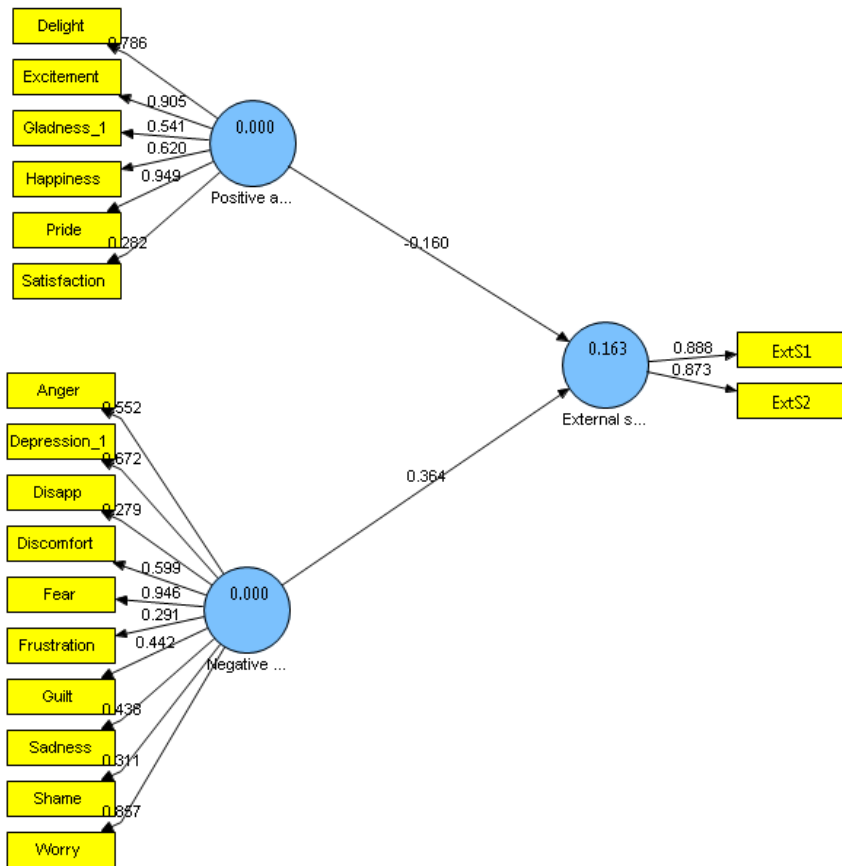 Delight
0.786
Excitement
0.905
Gladness_1
0.541
0.620
Happiness
0.949
Pride
0.282
Satisfaction
0.000
Positive a...
-0.160
0.163
External s...
0.888
ExtS1
0.873
ExtS2
Anger
0.552
Depression_1
0.672
Disapp
0.279
Discomfort
0.599
Fear
0.946
0.291
Frustration
0.442
Guilt
0.438
Sadness
0.311
Shame
0.857
Worry
0.000
Negative ...
0.364